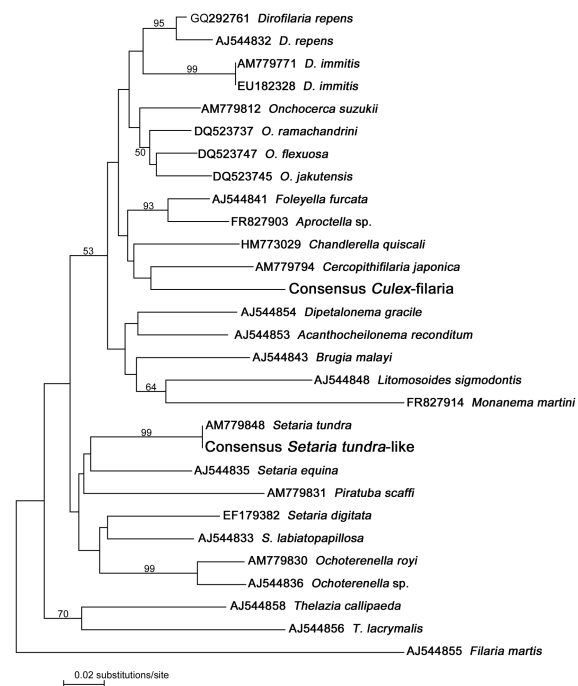 GQ292761 Dirofilaria repens
95
AJ544832 D. repens
AM779771 D. immitis
99
EU182328 D. immitis
AM779812 Onchocerca suzukii
DQ523737 O. ramachandrini
50
DQ523747 O. flexuosa
DQ523745 O. jakutensis
AJ544841 Foleyella furcata
93
FR827903 Aproctella sp.
HM773029 Chandlerella quiscali
53
AM779794 Cercopithifilaria japonica
Consensus Culex-filaria
AJ544854 Dipetalonema gracile
AJ544853 Acanthocheilonema reconditum
AJ544843 Brugia malayi
AJ544848 Litomosoides sigmodontis
64
FR827914 Monanema martini
AM779848 Setaria tundra
99
Consensus Setaria tundra-like
AJ544835 Setaria equina
AM779831 Piratuba scaffi
EF179382 Setaria digitata
AJ544833 S. labiatopapillosa
AM779830 Ochoterenella royi
99
AJ544836 Ochoterenella sp.
AJ544858 Thelazia callipaeda
70
AJ544856 T. lacrymalis
AJ544855 Filaria martis
0.02 substitutions/site